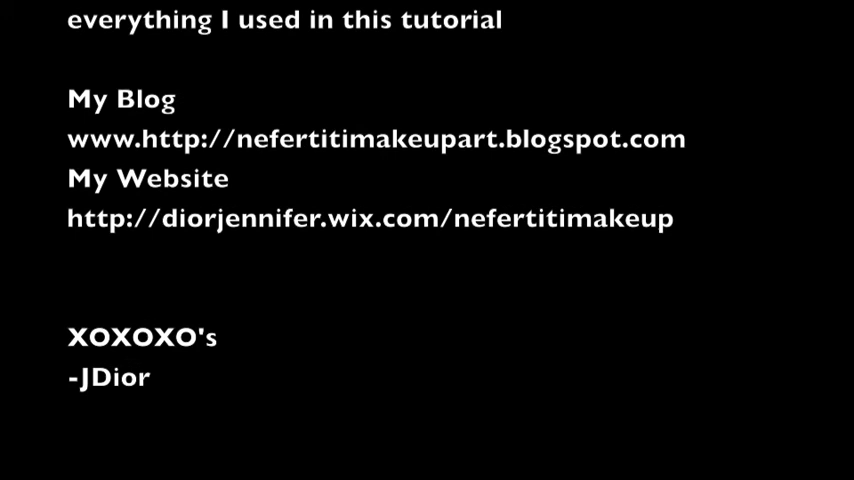 everything I used in this tutorial
My Blog
www.http://nefertitimakeupart.blogspot.com
My Website
http://diorjennifer.wix.com/nefertitimakeup
XOXOXO's
-JDior